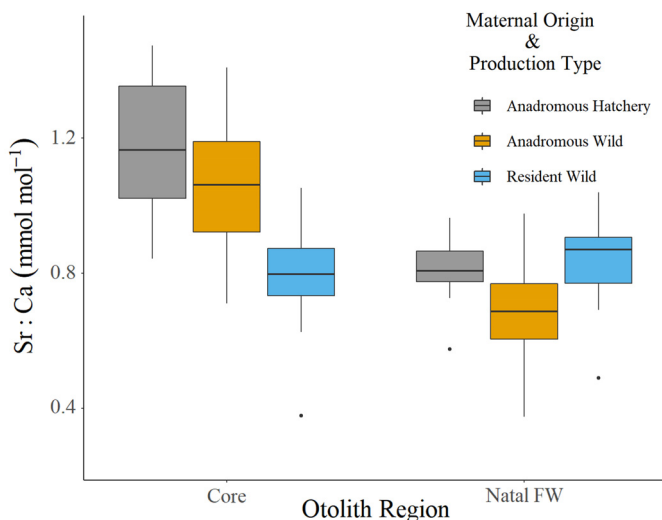 Maternal Origin
&
Production Type
Anadromous Hatchery
Anadromous Wild
Resident Wild
Sr : Ca (mmol mol⁻¹)
1.2
0.8
0.4
Core
Natal FW
Otolith Region